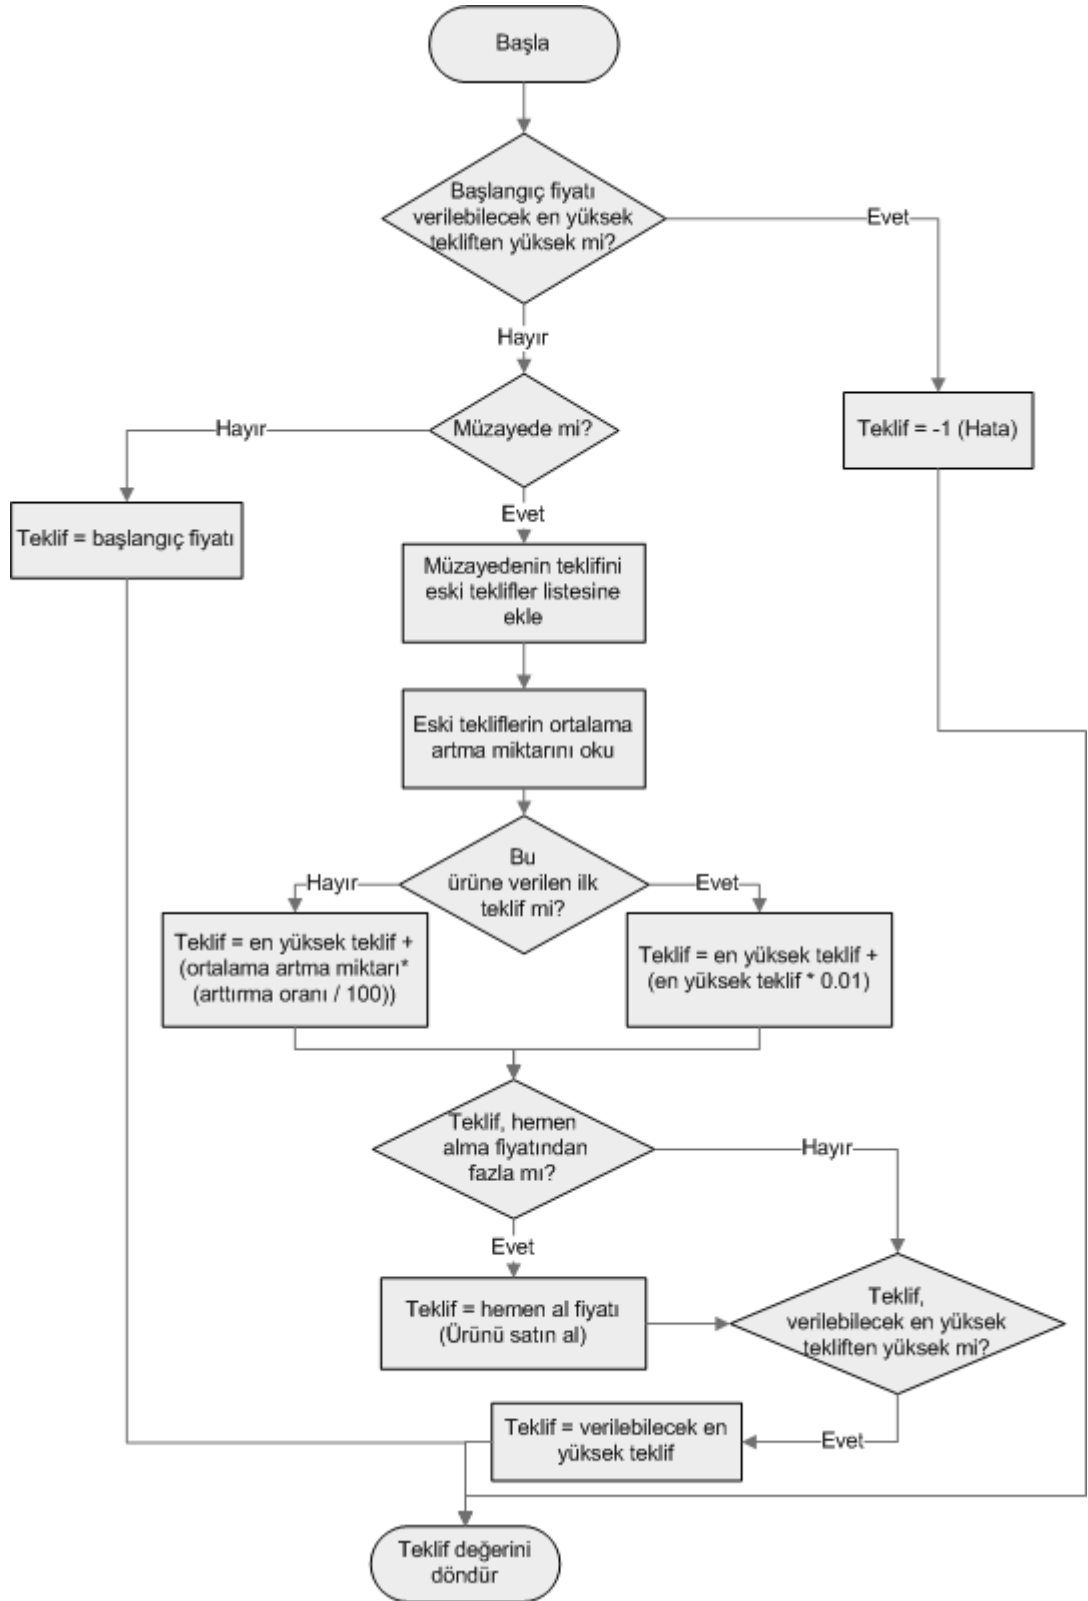 Başla
Başlangıç fiyatı
verilebilecek en yüksek
tekliften yüksek mi?
Evet
Hayır
Müzayede mi?
Hayır
Teklif = -1 (Hata)
Evet
Teklif = başlangıç fiyatı
Müzayedenin teklifini
eski teklifler listesine
ekle
Eski tekliflerin ortalama
artma miktarını oku
Bu
ürüne verilen ilk
teklif mi?
Hayır
Evet
Teklif = en yüksek teklif +
(ortalama artma miktarı*
(arttırma oranı / 100))
Teklif = en yüksek teklif +
(en yüksek teklif * 0.01)
Teklif, hemen
alma fiyatından
fazla mı?
Hayır
Evet
Teklif = hemen al fiyatı
(Ürünü satın al)
Teklif,
verilebilecek en yüksek
tekliften yüksek mi?
Evet
Teklif = verilebilecek en
yüksek teklif
Teklif değerini
döndür